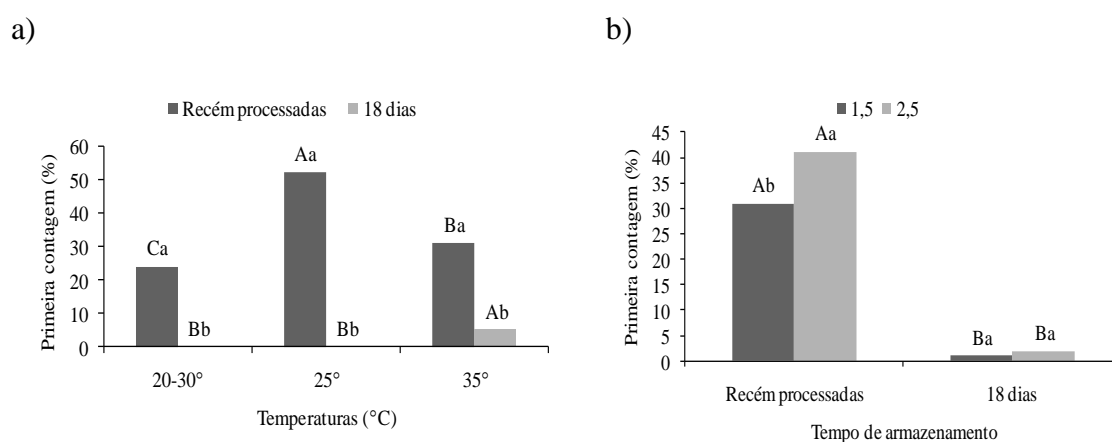 a)
b)
Recém processadas 18 dias
Primeira contagem (%)
60
50
40
30
20
10
0
Ca
Bb
Aa
Bb
Ba
Ab
20-30° 25° 35°
Temperaturas (°C)
1,5 2,5
Primeira contagem (%)
45
40
35
30
25
20
15
10
5
0
Ab
Aa
Ba
Ba
Recém processadas 18 dias
Tempo de armazenamento